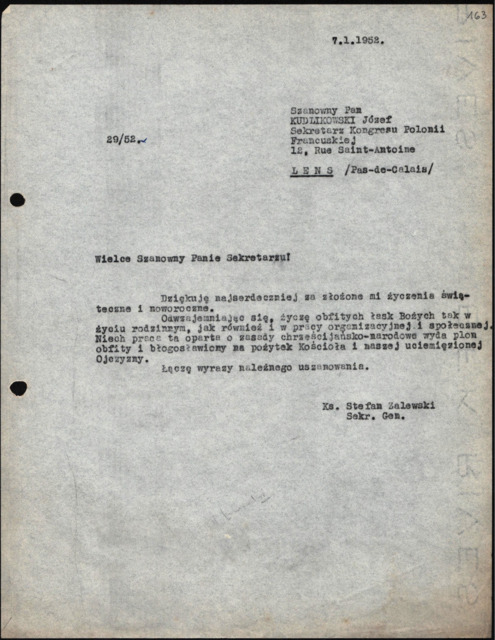 163
7.1.1952.
Szanowny Pan
KUDLIKOWSKI Józef
Sekretarz Kongresu Polonii
Francuskiej
12, Rue Saint-Antoine
29/52.
L E N S /Pas-de-Calais/
Wielce Szanowny Panie Sekretarzu!
Dziękuję najserdeczniej za złożone mi życzenia świą-
teczne i noworoczne.
Odwzajemniając się, życzę obfitych łask Bożych tak w
życiu rodzinnym, jak również i w pracy organizacyjnej i społecznej.
Niech praca ta oparta o zasady chrześcijańsko-narodowe wyda plon
obfity i błogosławiony na pożytek Kościoła i naszej uciemiężonej
Ojczyzny.
Łączę wyrazy należnego uszanowania.
Ks. Stefan Zalewski
Sekr. Gen.